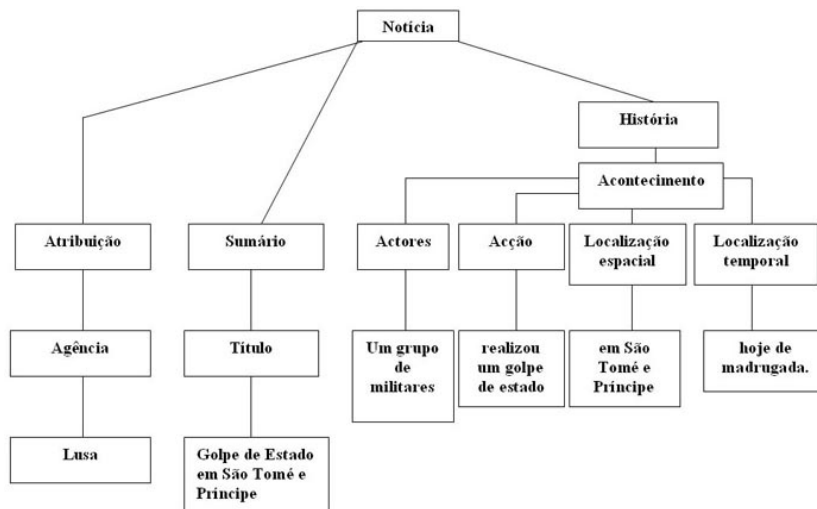 Notícia
História
Acontecimento
Atribuição
Sumário
Actores
Acção
Localização
espacial
Localização
temporal
Agência
Título
Um grupo
de
militares
realizou
um golpe
de estado
em São
Tomé e
Príncipe
hoje de
madrugada.
Lusa
Golpe de Estado
em São Tomé e
Príncipe